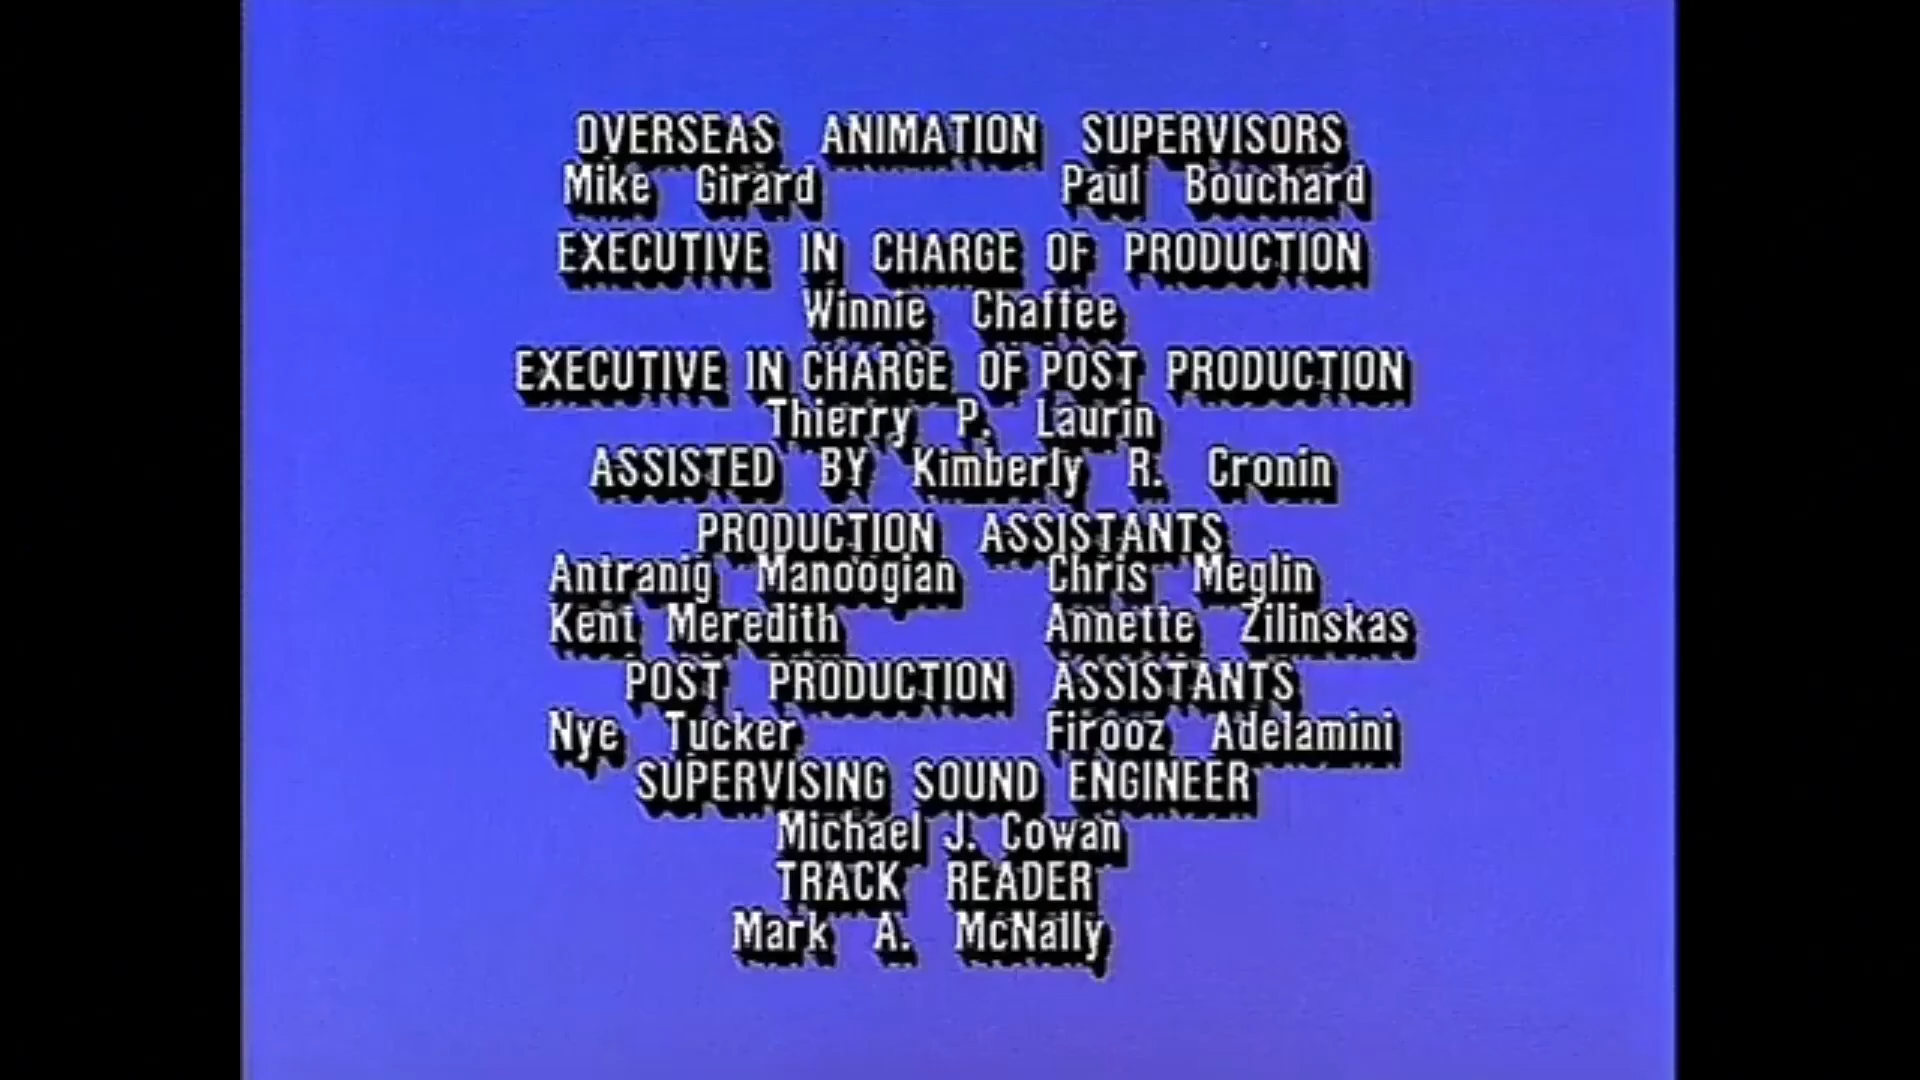 OVERSEAS ANIMATION SUPERVISORS
Mike Girard Paul Bouchard
EXECUTIVE IN CHARGE OF PRODUCTION
Winnie Chaffee
EXECUTIVE IN CHARGE OF POST PRODUCTION
Thierry P. Laurin
ASSISTED BY Kimberly R. Cronin
PRODUCTION ASSISTANTS
Antranig Manoogian Chris Meglin
Kent Meredith Annette Zilinskas
POST PRODUCTION ASSISTANTS
Nye Tucker Firooz Adelamini
SUPERVISING SOUND ENGINEER
Michael J. Cowan
TRACK READER
Mark A. McNally